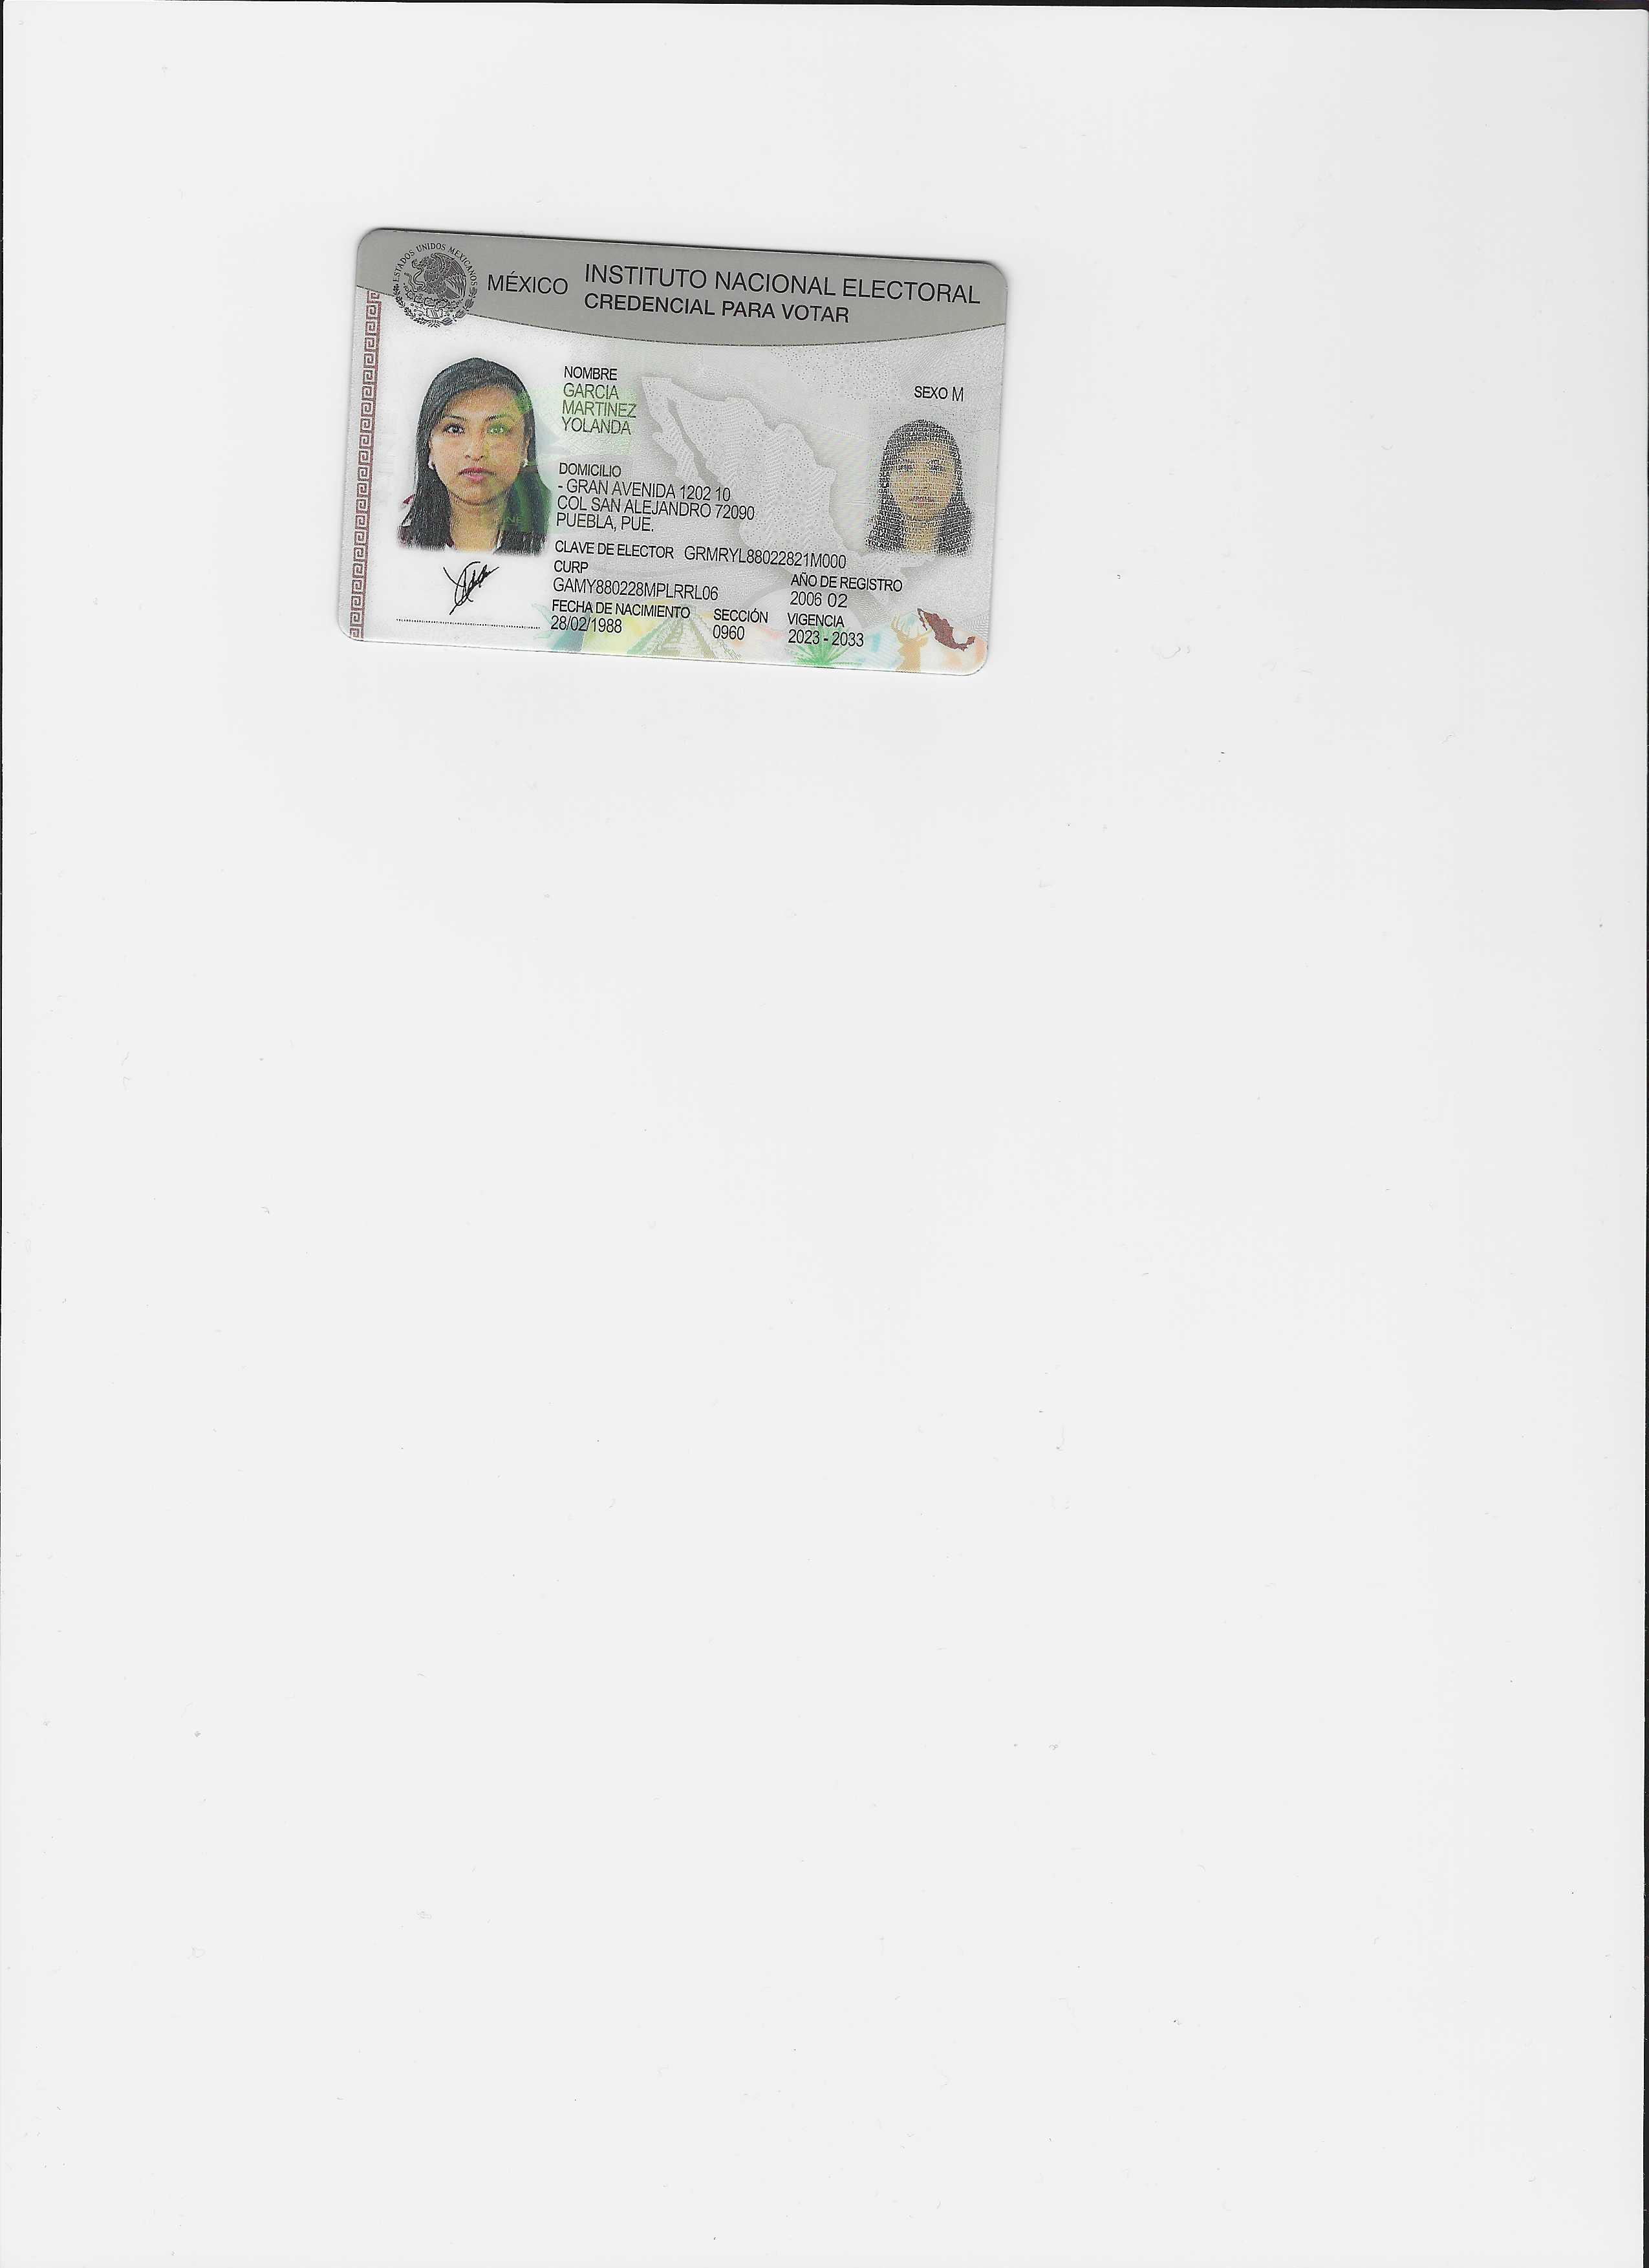 ESTADOS UNIDOS MEXICANOS
MÉXICO INSTITUTO NACIONAL ELECTORAL
CREDENCIAL PARA VOTAR
NOMBRE
GARCIA
MARTINEZ
YOLANDA
SEXO M
DOMICILIO
- GRAN AVENIDA 1202 10
COL SAN ALEJANDRO 72090
PUEBLA, PUE.
CLAVE DE ELECTOR GRMRYL88022821M000
CURP
GAMY880228MPLRRL06
AÑO DE REGISTRO
2006 02
FECHA DE NACIMIENTO
28/02/1988
SECCIÓN
0960
VIGENCIA
2023 - 2033